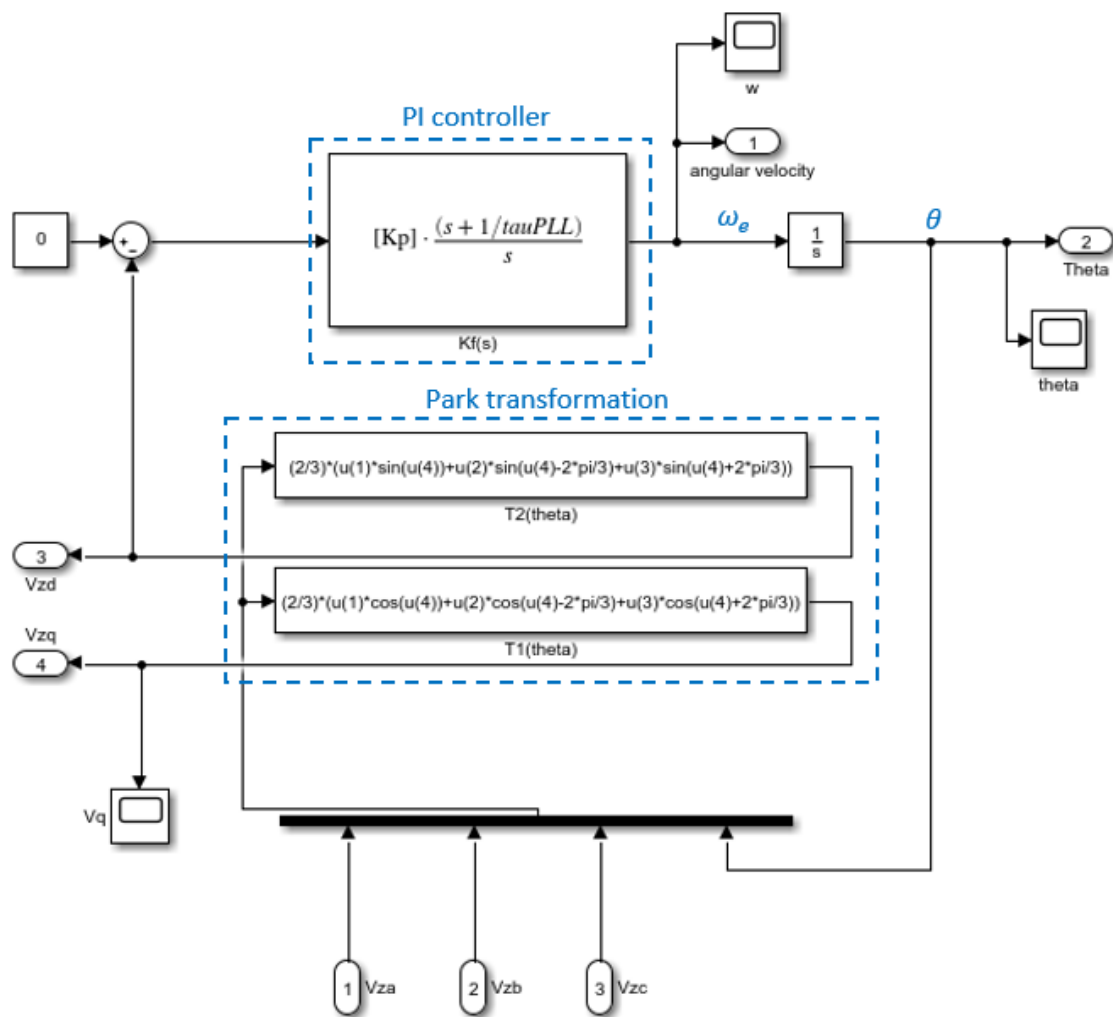 w
PI controller
1
angular velocity
0
+
−
[Kp] · (s + 1/tauPLL)
s
ωe
1
s
θ
2
Theta
Kf(s)
theta
Park transformation
(2/3)*(u(1)*sin(u(4))+u(2)*sin(u(4)-2*pi/3)+u(3)*sin(u(4)+2*pi/3))
T2(theta)
3
Vzd
(2/3)*(u(1)*cos(u(4))+u(2)*cos(u(4)-2*pi/3)+u(3)*cos(u(4)+2*pi/3))
T1(theta)
Vzq
4
Vq
1
Vza
2
Vzb
3
Vzc